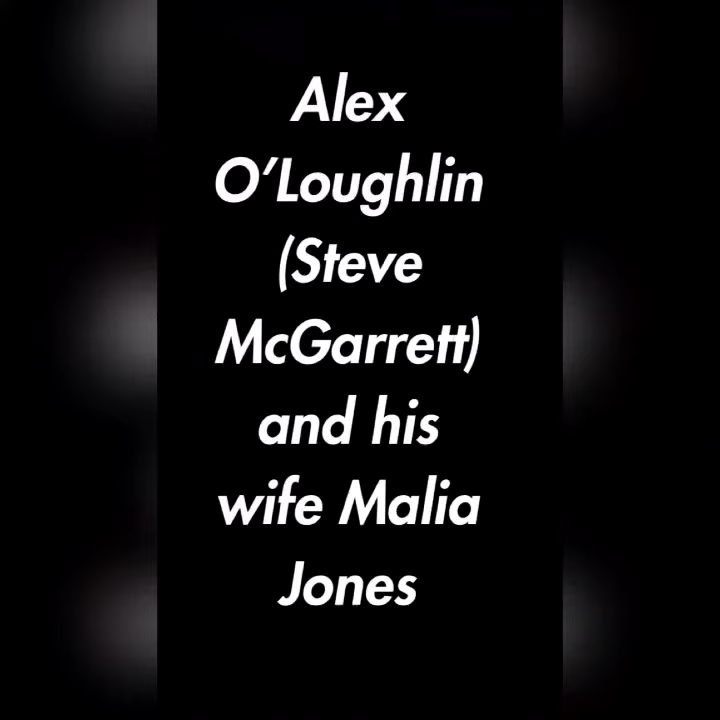 Alex
O’Loughlin
(Steve
McGarrett)
and his
wife Malia
Jones